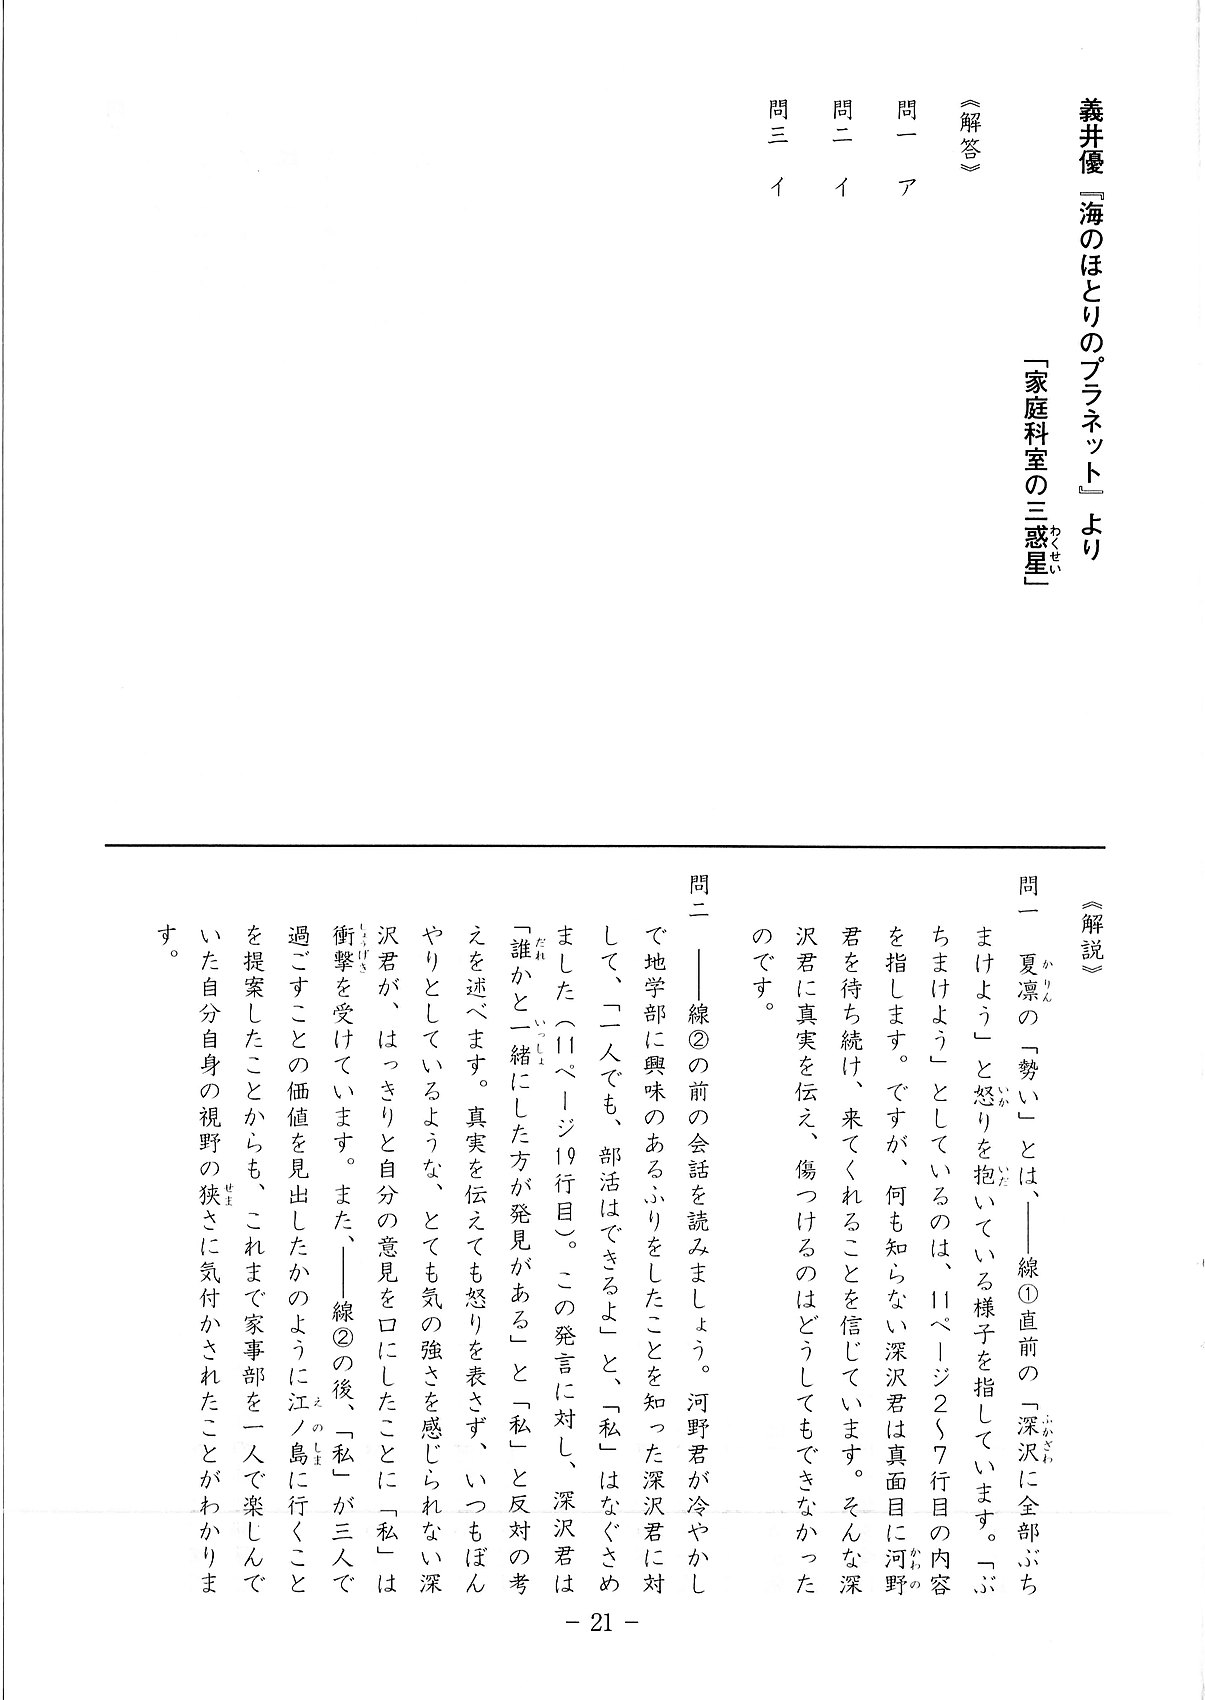 義井優『海のほとりのプラネット』より
「家庭科室の三惑星」
《解答》
問一 ア
問二 イ
問三 イ
《解説》
問一 夏凛の「勢い」とは、――線①直前の「深沢に全部ぶち
まけよう」と怒りを抱いている様子を指しています。「ぶ
ちまけよう」としているのは、11ページ2～7行目の内容
を指します。ですが、何も知らない深沢君は真面目に河野
君を待ち続け、来てくれることを信じています。そんな深
沢君に真実を伝え、傷つけるのはどうしてもできなかった
のです。
問二 ――線②の前の会話を読みましょう。河野君が冷やかし
で地学部に興味のあるふりをしたことを知った深沢君に対
して、「一人でも、部活はできるよ」と、「私」はなぐさめ
ました（11ページ19行目）。この発言に対し、深沢君は
「誰かと一緒にした方が発見がある」と「私」と反対の考
えを述べます。真実を伝えても怒りを表さず、いつもぼん
やりとしているような、とても気の強さを感じられない深
沢君が、はっきりと自分の意見を口にしたことに「私」は
衝撃を受けています。また、――線②の後、「私」が三人で
過ごすことの価値を見出したかのように江ノ島に行くこと
を提案したことからも、これまで家事部を一人で楽しんで
いた自分自身の視野の狭さに気付かされたことがわかりま
す。
－ 21 －